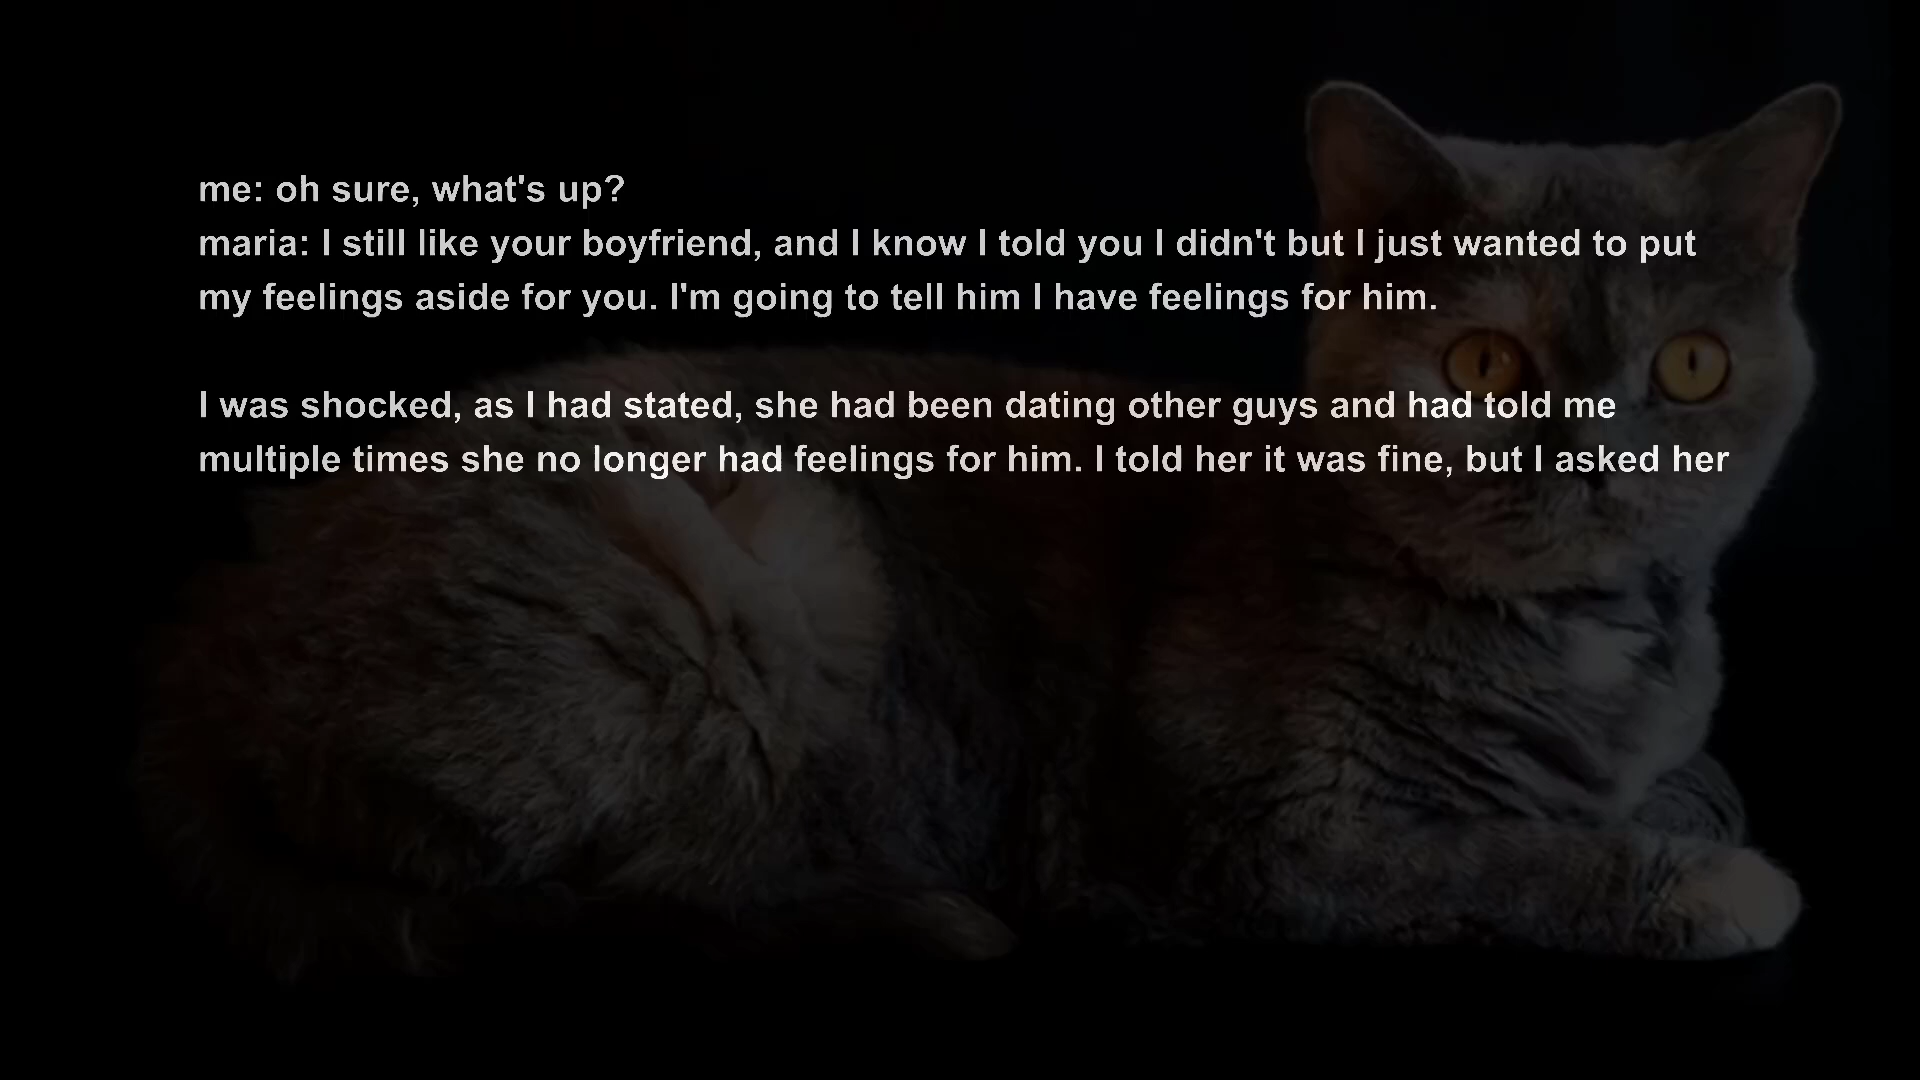 me: oh sure, what's up?
maria: I still like your boyfriend, and I know I told you I didn't but I just wanted to put
my feelings aside for you. I'm going to tell him I have feelings for him.
I was shocked, as I had stated, she had been dating other guys and had told me
multiple times she no longer had feelings for him. I told her it was fine, but I asked her